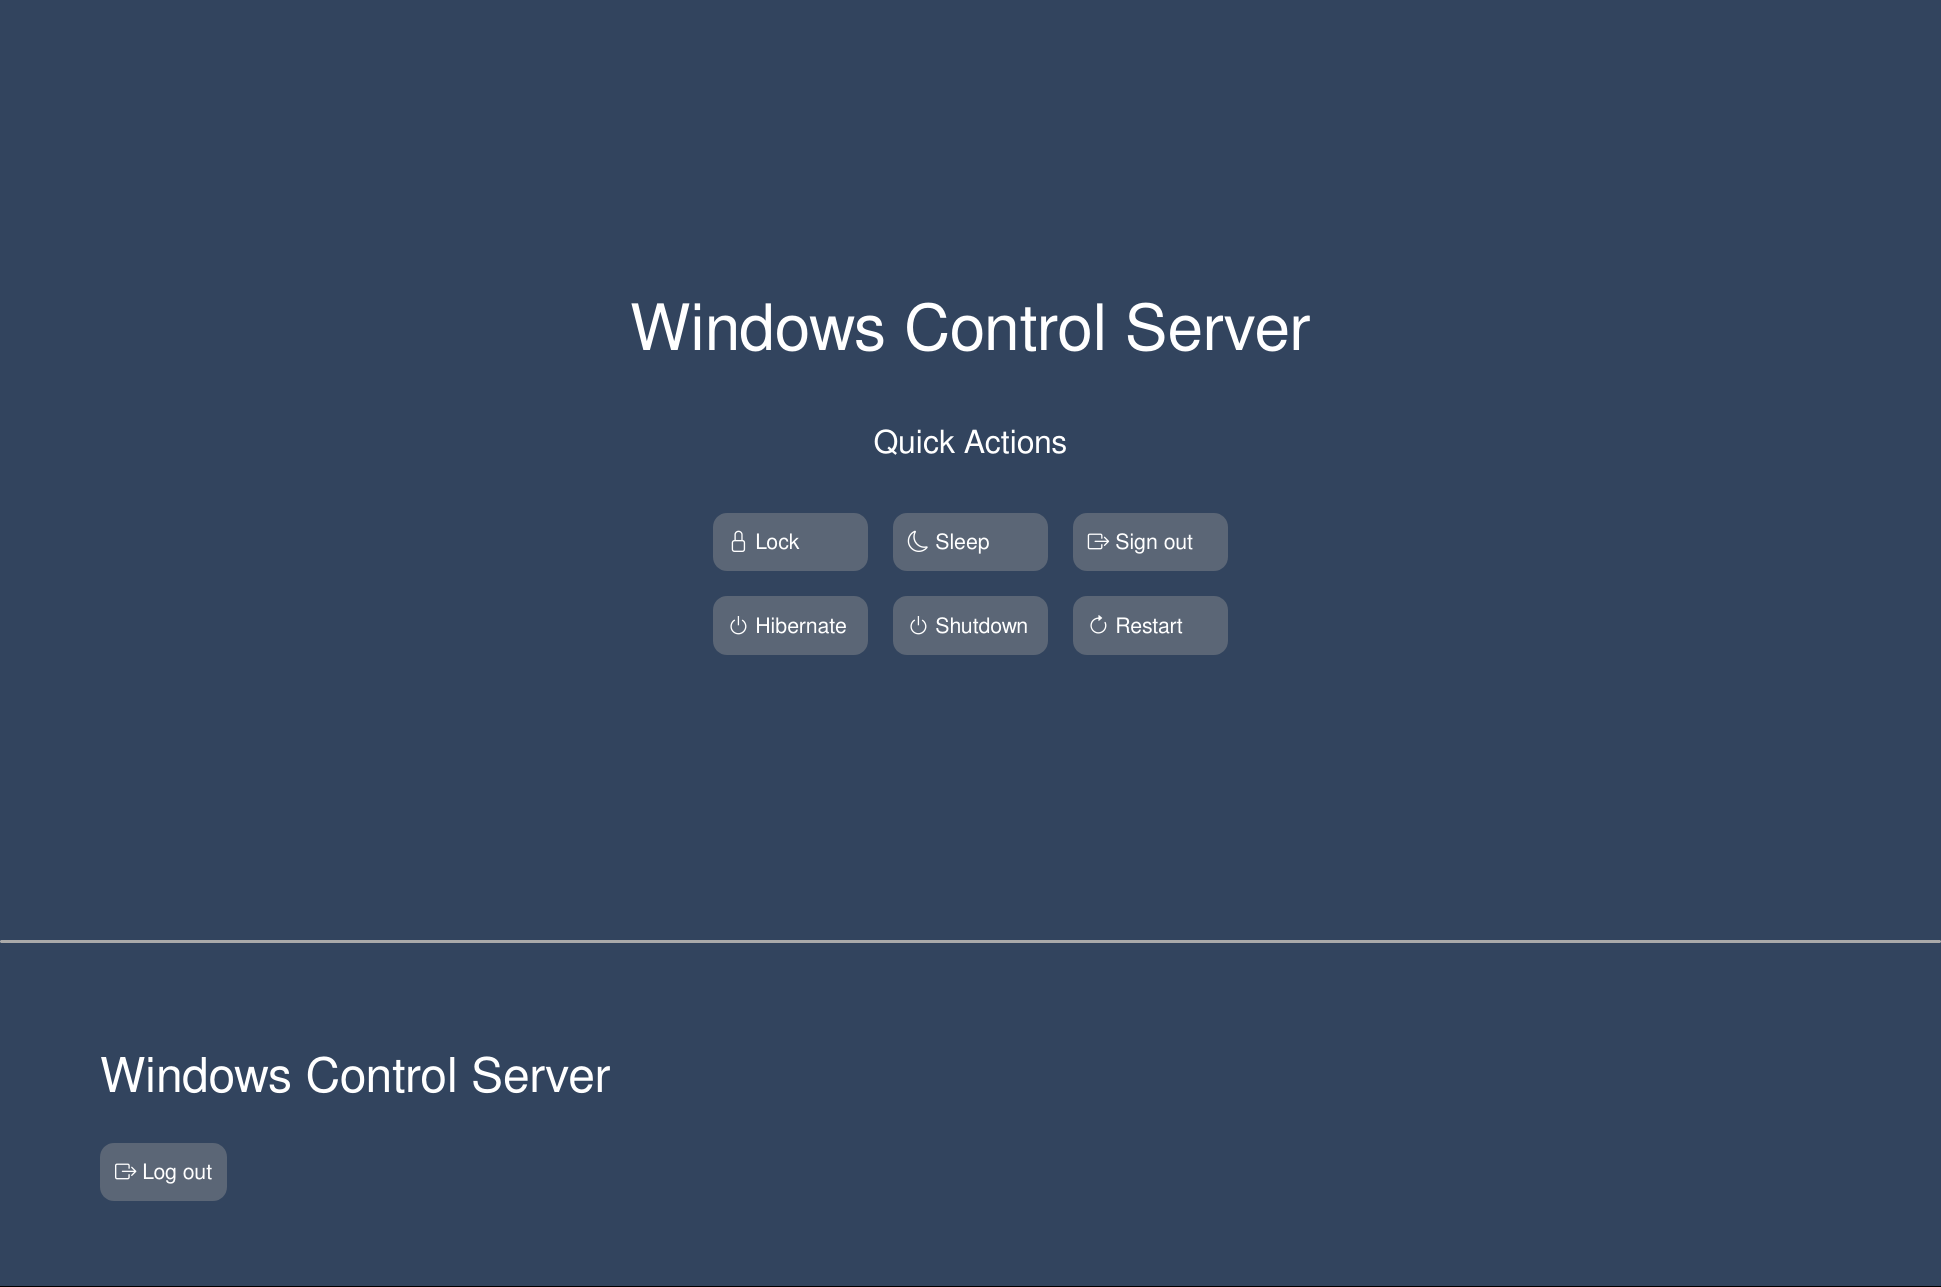 Windows Control Server
Quick Actions
Lock Sleep Sign out
Hibernate Shutdown Restart
Windows Control Server
Log out